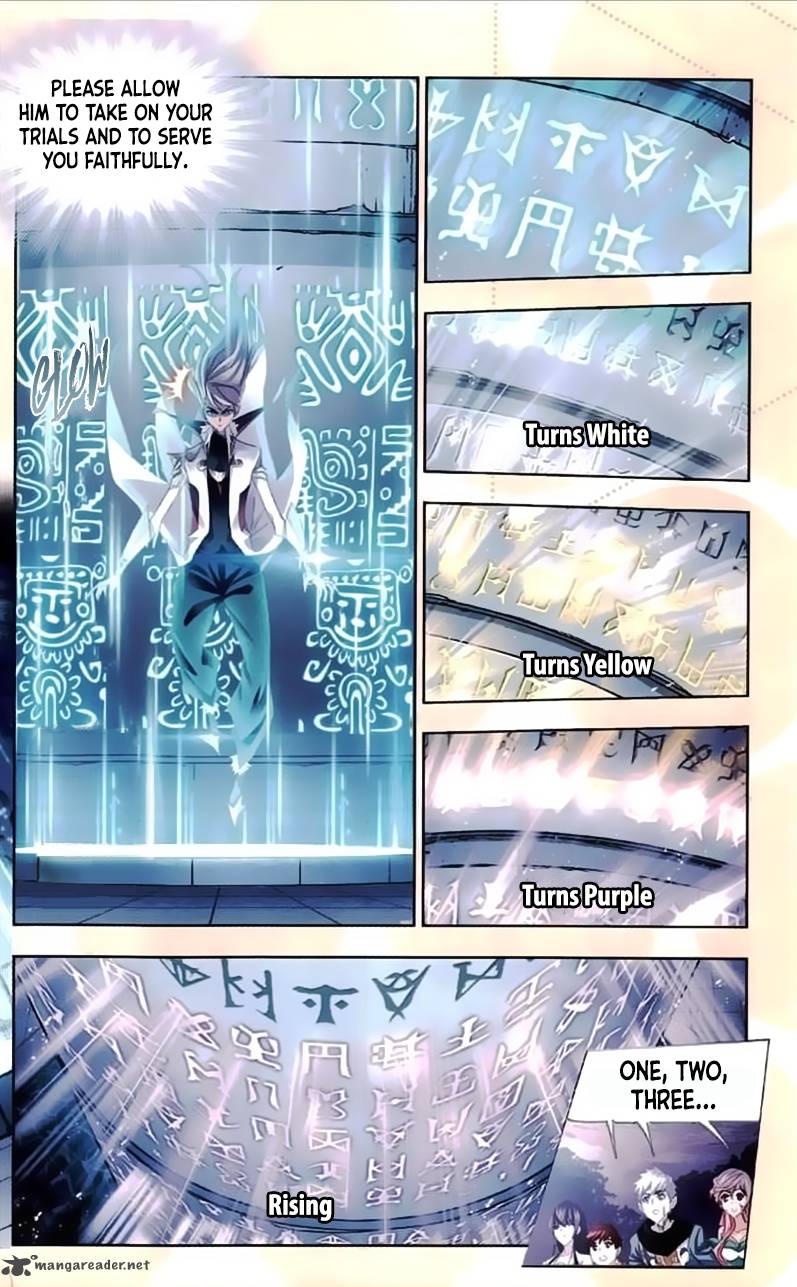 PLEASE ALLOW
HIM TO TAKE ON YOUR
TRIALS AND TO SERVE
YOU FAITHFULLY.
GLOW
Turns White
Turns Yellow
Turns Purple
Rising
ONE, TWO,
THREE...
mangareader.net